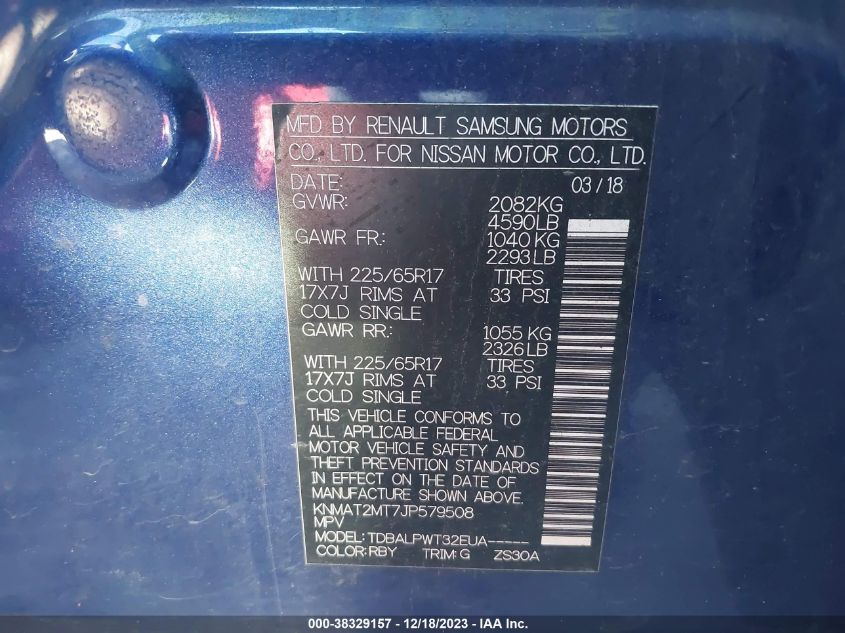 MFD BY RENAULT SAMSUNG MOTORS
CO., LTD. FOR NISSAN MOTOR CO., LTD.
DATE: 03/18
GVWR: 2082KG
4590LB
GAWR FR: 1040 KG
2293LB
WITH 225/65R17 TIRES
17X7J RIMS AT 33 PSI
COLD SINGLE
GAWR RR: 1055 KG
2326LB
WITH 225/65R17 TIRES
17X7J RIMS AT 33 PSI
COLD SINGLE
THIS VEHICLE CONFORMS TO
ALL APPLICABLE FEDERAL
MOTOR VEHICLE SAFETY AND
THEFT PREVENTION STANDARDS
IN EFFECT ON THE DATE OF
MANUFACTURE SHOWN ABOVE.
KNMAT2MT7JP579508
MPV
MODEL: TDBALPWT32EUA-----
COLOR: RBY TRIM: G ZS30A
000-38329157 - 12/18/2023 - IAA Inc.